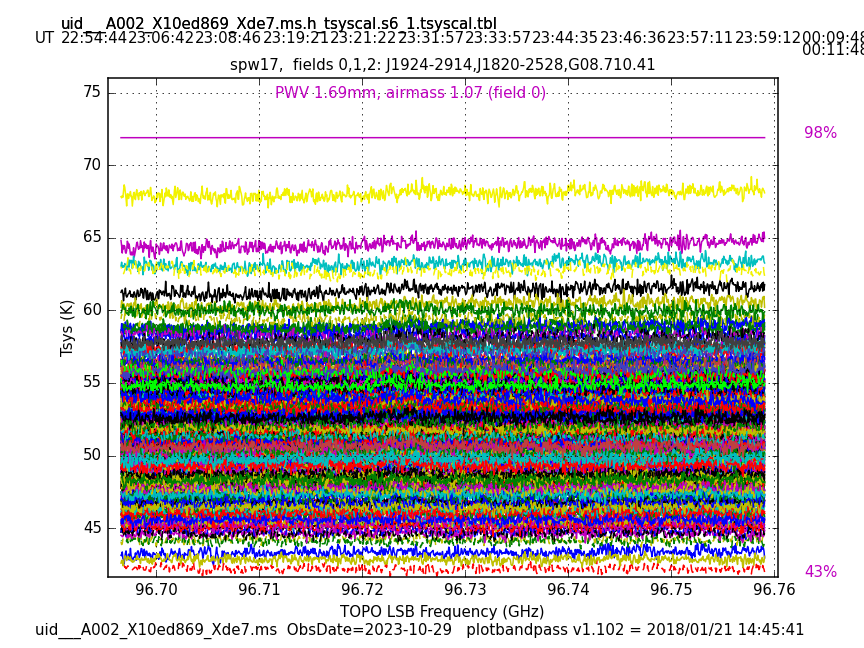 uid___A002_X10ed869_Xde7.ms.h_tsyscal.s6_1.tsyscal.tbl
UT 22:54:44 23:06:42 23:08:46 23:19:21 23:21:22 23:31:57 23:33:57 23:44:35 23:46:36 23:57:11 23:59:12 00:09:48
00:11:48
spw17, fields 0,1,2: J1924-2914,J1820-2528,G08.710.41
75
PWV 1.69mm, airmass 1.07 (field 0)
98%
70
65
60
Tsys (K)
55
50
45
43%
96.70 96.71 96.72 96.73 96.74 96.75 96.76
TOPO LSB Frequency (GHz)
uid___A002_X10ed869_Xde7.ms ObsDate=2023-10-29 plotbandpass v1.102 = 2018/01/21 14:45:41